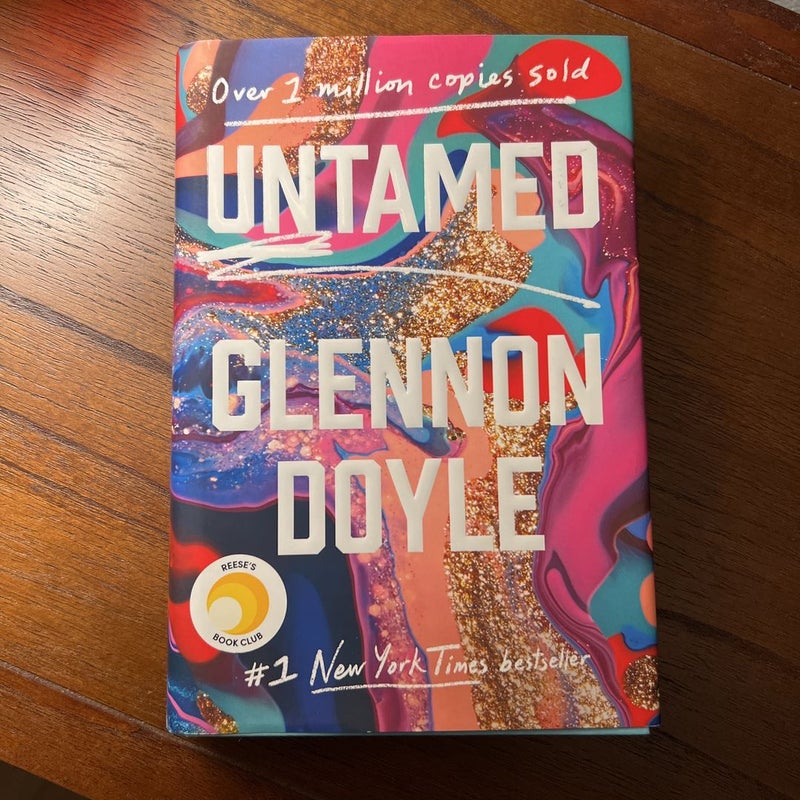 Over 1 million copies sold
UNTAMED
GLENNON
DOYLE
REESE'S
BOOK CLUB
#1 New York Times bestseller